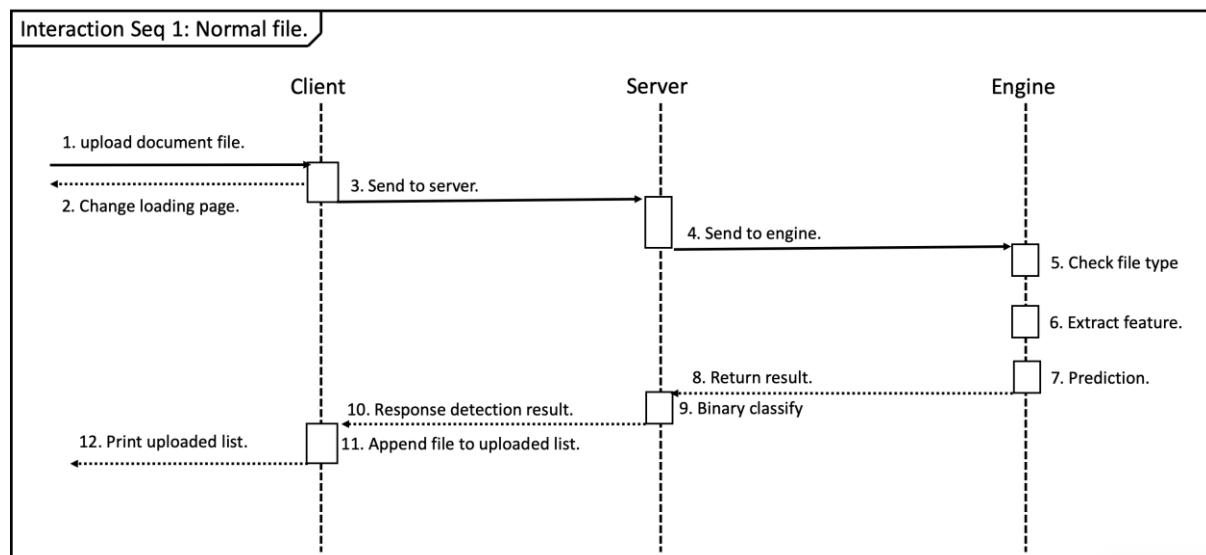 Interaction Seq 1: Normal file.
Client
Server
Engine
1. upload document file.
2. Change loading page.
3. Send to server.
4. Send to engine.
5. Check file type
6. Extract feature.
7. Prediction.
8. Return result.
9. Binary classify
10. Response detection result.
11. Append file to uploaded list.
12. Print uploaded list.